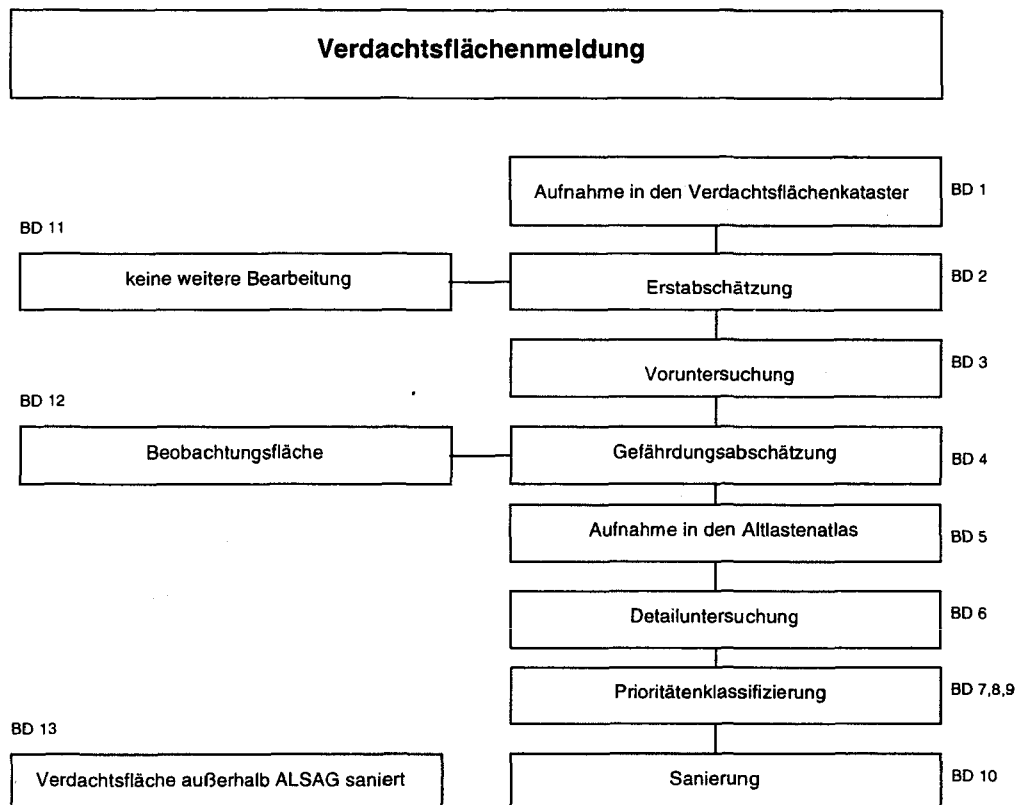 Verdachtsflächenmeldung
Aufnahme in den Verdachtsflächenkataster
BD 1
BD 11
keine weitere Bearbeitung
Erstabschätzung
BD 2
Voruntersuchung
BD 3
BD 12
Beobachtungsfläche
Gefährdungsabschätzung
BD 4
Aufnahme in den Altlastenatlas
BD 5
Detailuntersuchung
BD 6
Prioritätenklassifizierung
BD 7,8,9
BD 13
Verdachtsfläche außerhalb ALSAG saniert
Sanierung
BD 10